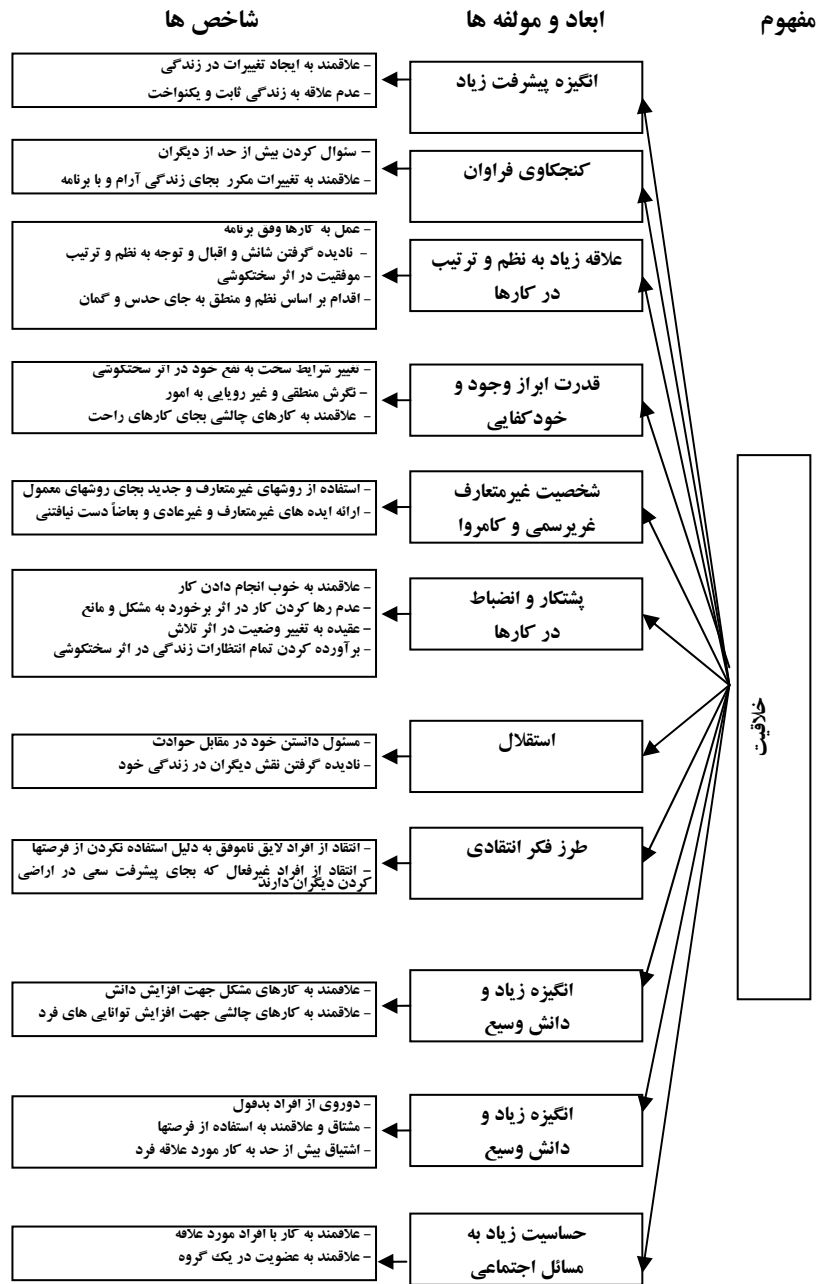 مفهوم
ابعاد و مولفه ها
شاخص ها
خلاقیت
انگیزه پیشرفت زیاد
- علاقمند به ایجاد تغییرات در زندگی
- عدم علاقه به زندگی ثابت و یکنواخت
کنجکاوی فراوان
- سئوال کردن بیش از حد از دیگران
- علاقمند به تغییرات مکرر بجای زندگی آرام و با برنامه
علاقه زیاد به نظم و ترتیب
در کارها
- عمل به کارها وفق برنامه
- نادیده گرفتن شانش و اقبال و توجه به نظم و ترتیب
- موفقیت در اثر سختکوشی
- اقدام بر اساس نظم و منطق به جای حدس و گمان
قدرت ابراز وجود و
خودکفایی
- تغییر شرایط سخت به نفع خود در اثر سختکوشی
- نگرش منطقی و غیر رویایی به امور
- علاقمند به کارهای چالشی بجای کارهای راحت
شخصیت غیرمتعارف
غریرسمی و کامروا
- استفاده از روشهای غیرمتعارف و جدید بجای روشهای معمول
- ارائه ایده های غیرمتعارف و غیرعادی و بعاضاً دست نیافتنی
پشتکار و انضباط
در کارها
- علاقمند به خوب انجام دادن کار
- عدم رها کردن کار در اثر برخورد به مشکل و مانع
- عقیده به تغییر وضعیت در اثر تلاش
- برآورده کردن تمام انتظارات زندگی در اثر سختکوشی
استقلال
- مسئول دانستن خود در مقابل حوادث
- نادیده گرفتن نقش دیگران در زندگی خود
طرز فکر انتقادی
- انتقاد از افراد لایق ناموفق به دلیل استفاده نکردن از فرصتها
- انتقاد از افراد غیرفعال که بجای پیشرفت سعی در اراضی
کردن دیگران دارند
انگیزه زیاد و
دانش وسیع
- علاقمند به کارهای مشکل جهت افزایش دانش
- علاقمند به کارهای چالشی جهت افزایش توانایی های فرد
انگیزه زیاد و
دانش وسیع
- دوروی از افراد بدقول
- مشتاق و علاقمند به استفاده از فرصتها
- اشتیاق بیش از حد به کار مورد علاقه فرد
حساسیت زیاد به
مسائل اجتماعی
- علاقمند به کار با افراد مورد علاقه
- علاقمند به عضویت در یک گروه